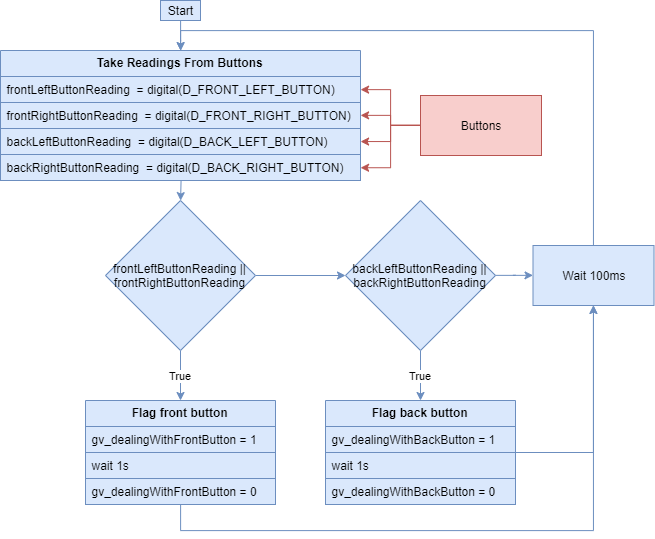 Start
Take Readings From Buttons
frontLeftButtonReading = digital(D_FRONT_LEFT_BUTTON)
frontRightButtonReading = digital(D_FRONT_RIGHT_BUTTON)
backLeftButtonReading = digital(D_BACK_LEFT_BUTTON)
backRightButtonReading = digital(D_BACK_RIGHT_BUTTON)
Buttons
frontLeftButtonReading ||
frontRightButtonReading
backLeftButtonReading ||
backRightButtonReading
Wait 100ms
True
True
Flag front button
gv_dealingWithFrontButton = 1
wait 1s
gv_dealingWithFrontButton = 0
Flag back button
gv_dealingWithBackButton = 1
wait 1s
gv_dealingWithBackButton = 0